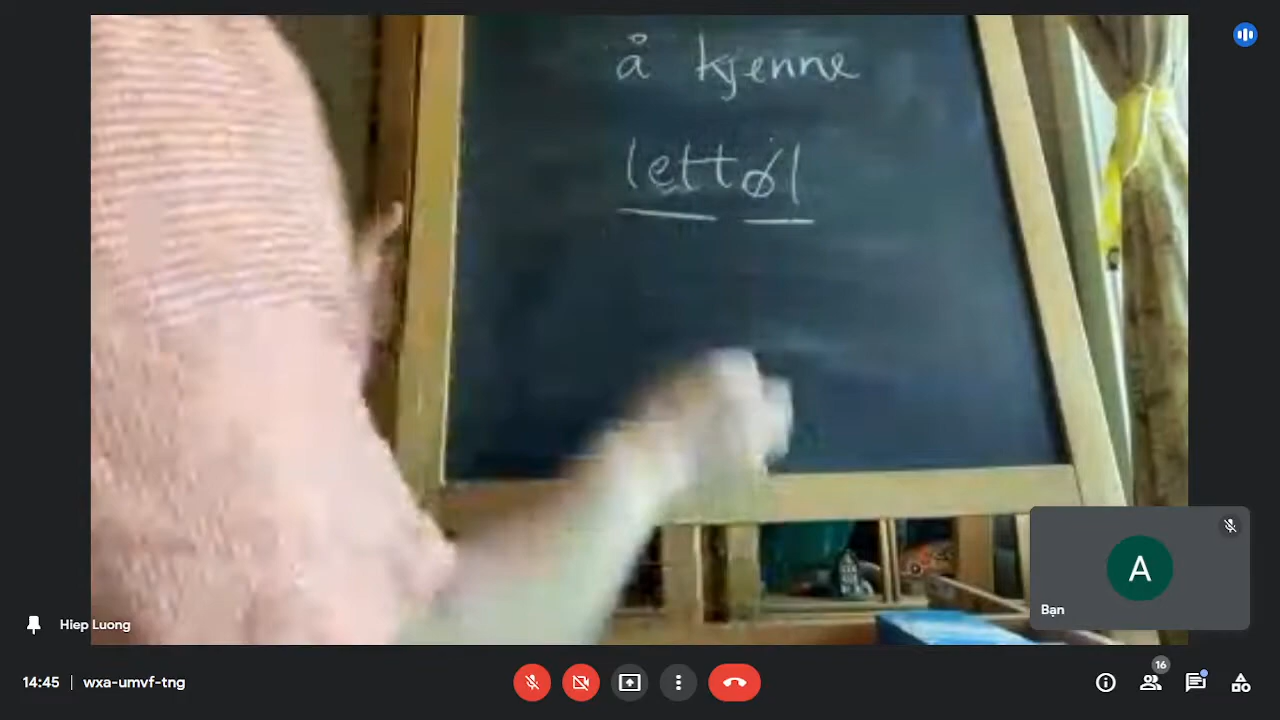 å kjenne
lettøl
A
Bạn
Hiep Luong
14:45 | wxa-umvf-tng
16